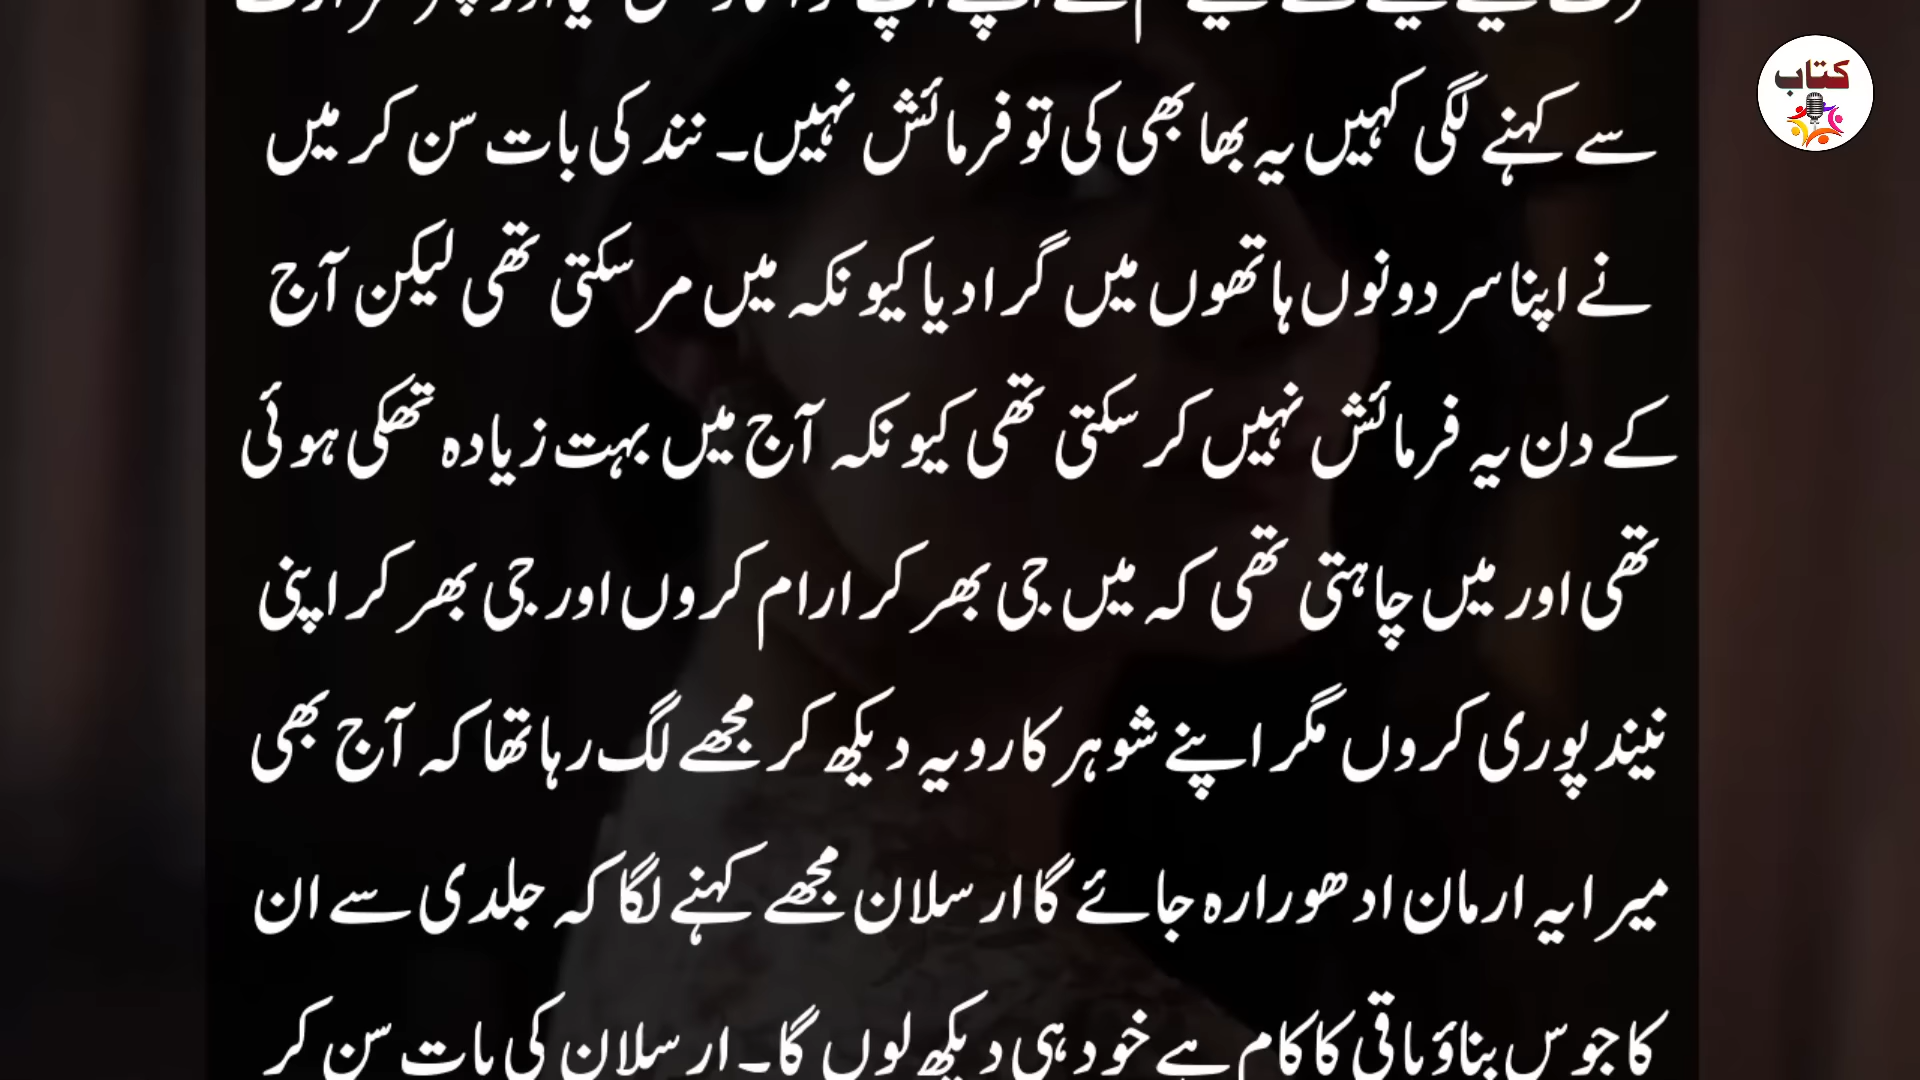 سے کہنے لگی کہیں یہ بھابھی کی تو فرمائش نہیں۔ نند کی بات سن کر میں
نے اپنا سر دونوں ہاتھوں میں گرا دیا کیونکہ میں مر سکتی تھی لیکن آج
کے دن یہ فرمائش نہیں کر سکتی تھی کیونکہ آج میں بہت زیادہ تھکی ہوئی
تھی اور میں چاہتی تھی کہ میں جی بھر کر ارام کروں اور جی بھر کر اپنی
نیند پوری کروں مگر اپنے شوہر کا رویہ دیکھ کر مجھے لگ رہا تھا کہ آج بھی
میرا یہ ارمان ادھورا رہ جائے گا ارسلان مجھے کہنے لگا کہ جلدی سے ان
کا جوس بناؤ باقی کا کام ہے خود ہی دیکھ لوں گا۔ ارسلان کی بات سن کر
کتاب